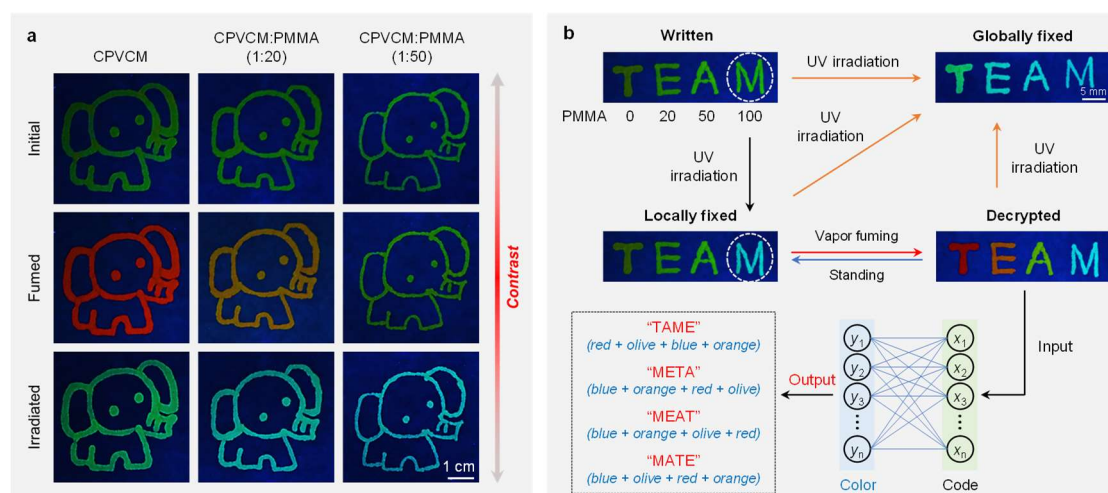 a
CPVCM
CPVCM:PMMA
(1:20)
CPVCM:PMMA
(1:50)
Initial
Fumed
Irradiated
1 cm
Contrast
b
Written
Globally fixed
TEAM
UV irradiation
TEAM
5 mm
PMMA 0 20 50 100
UV
irradiation
UV
irradiation
UV
irradiation
Locally fixed
Decrypted
TEAM
Vapor fuming
Standing
TEAM
"TAME"
(red + olive + blue + orange)
"META"
(blue + orange + red + olive)
"MEAT"
(blue + orange + olive + red)
"MATE"
(blue + olive + red + orange)
Output
y1
y2
y3
yn
x1
x2
x3
xn
Input
Color
Code